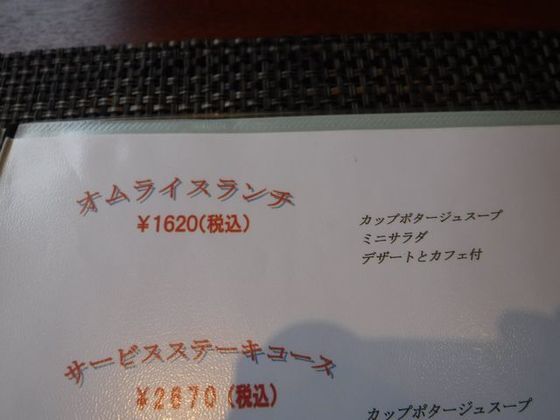 オムライスランチ
￥1620(税込)
カップポタージュスープ
ミニサラダ
デザートとカフェ付
サービスステーキコース
￥2870(税込)
カップポタージュスープ